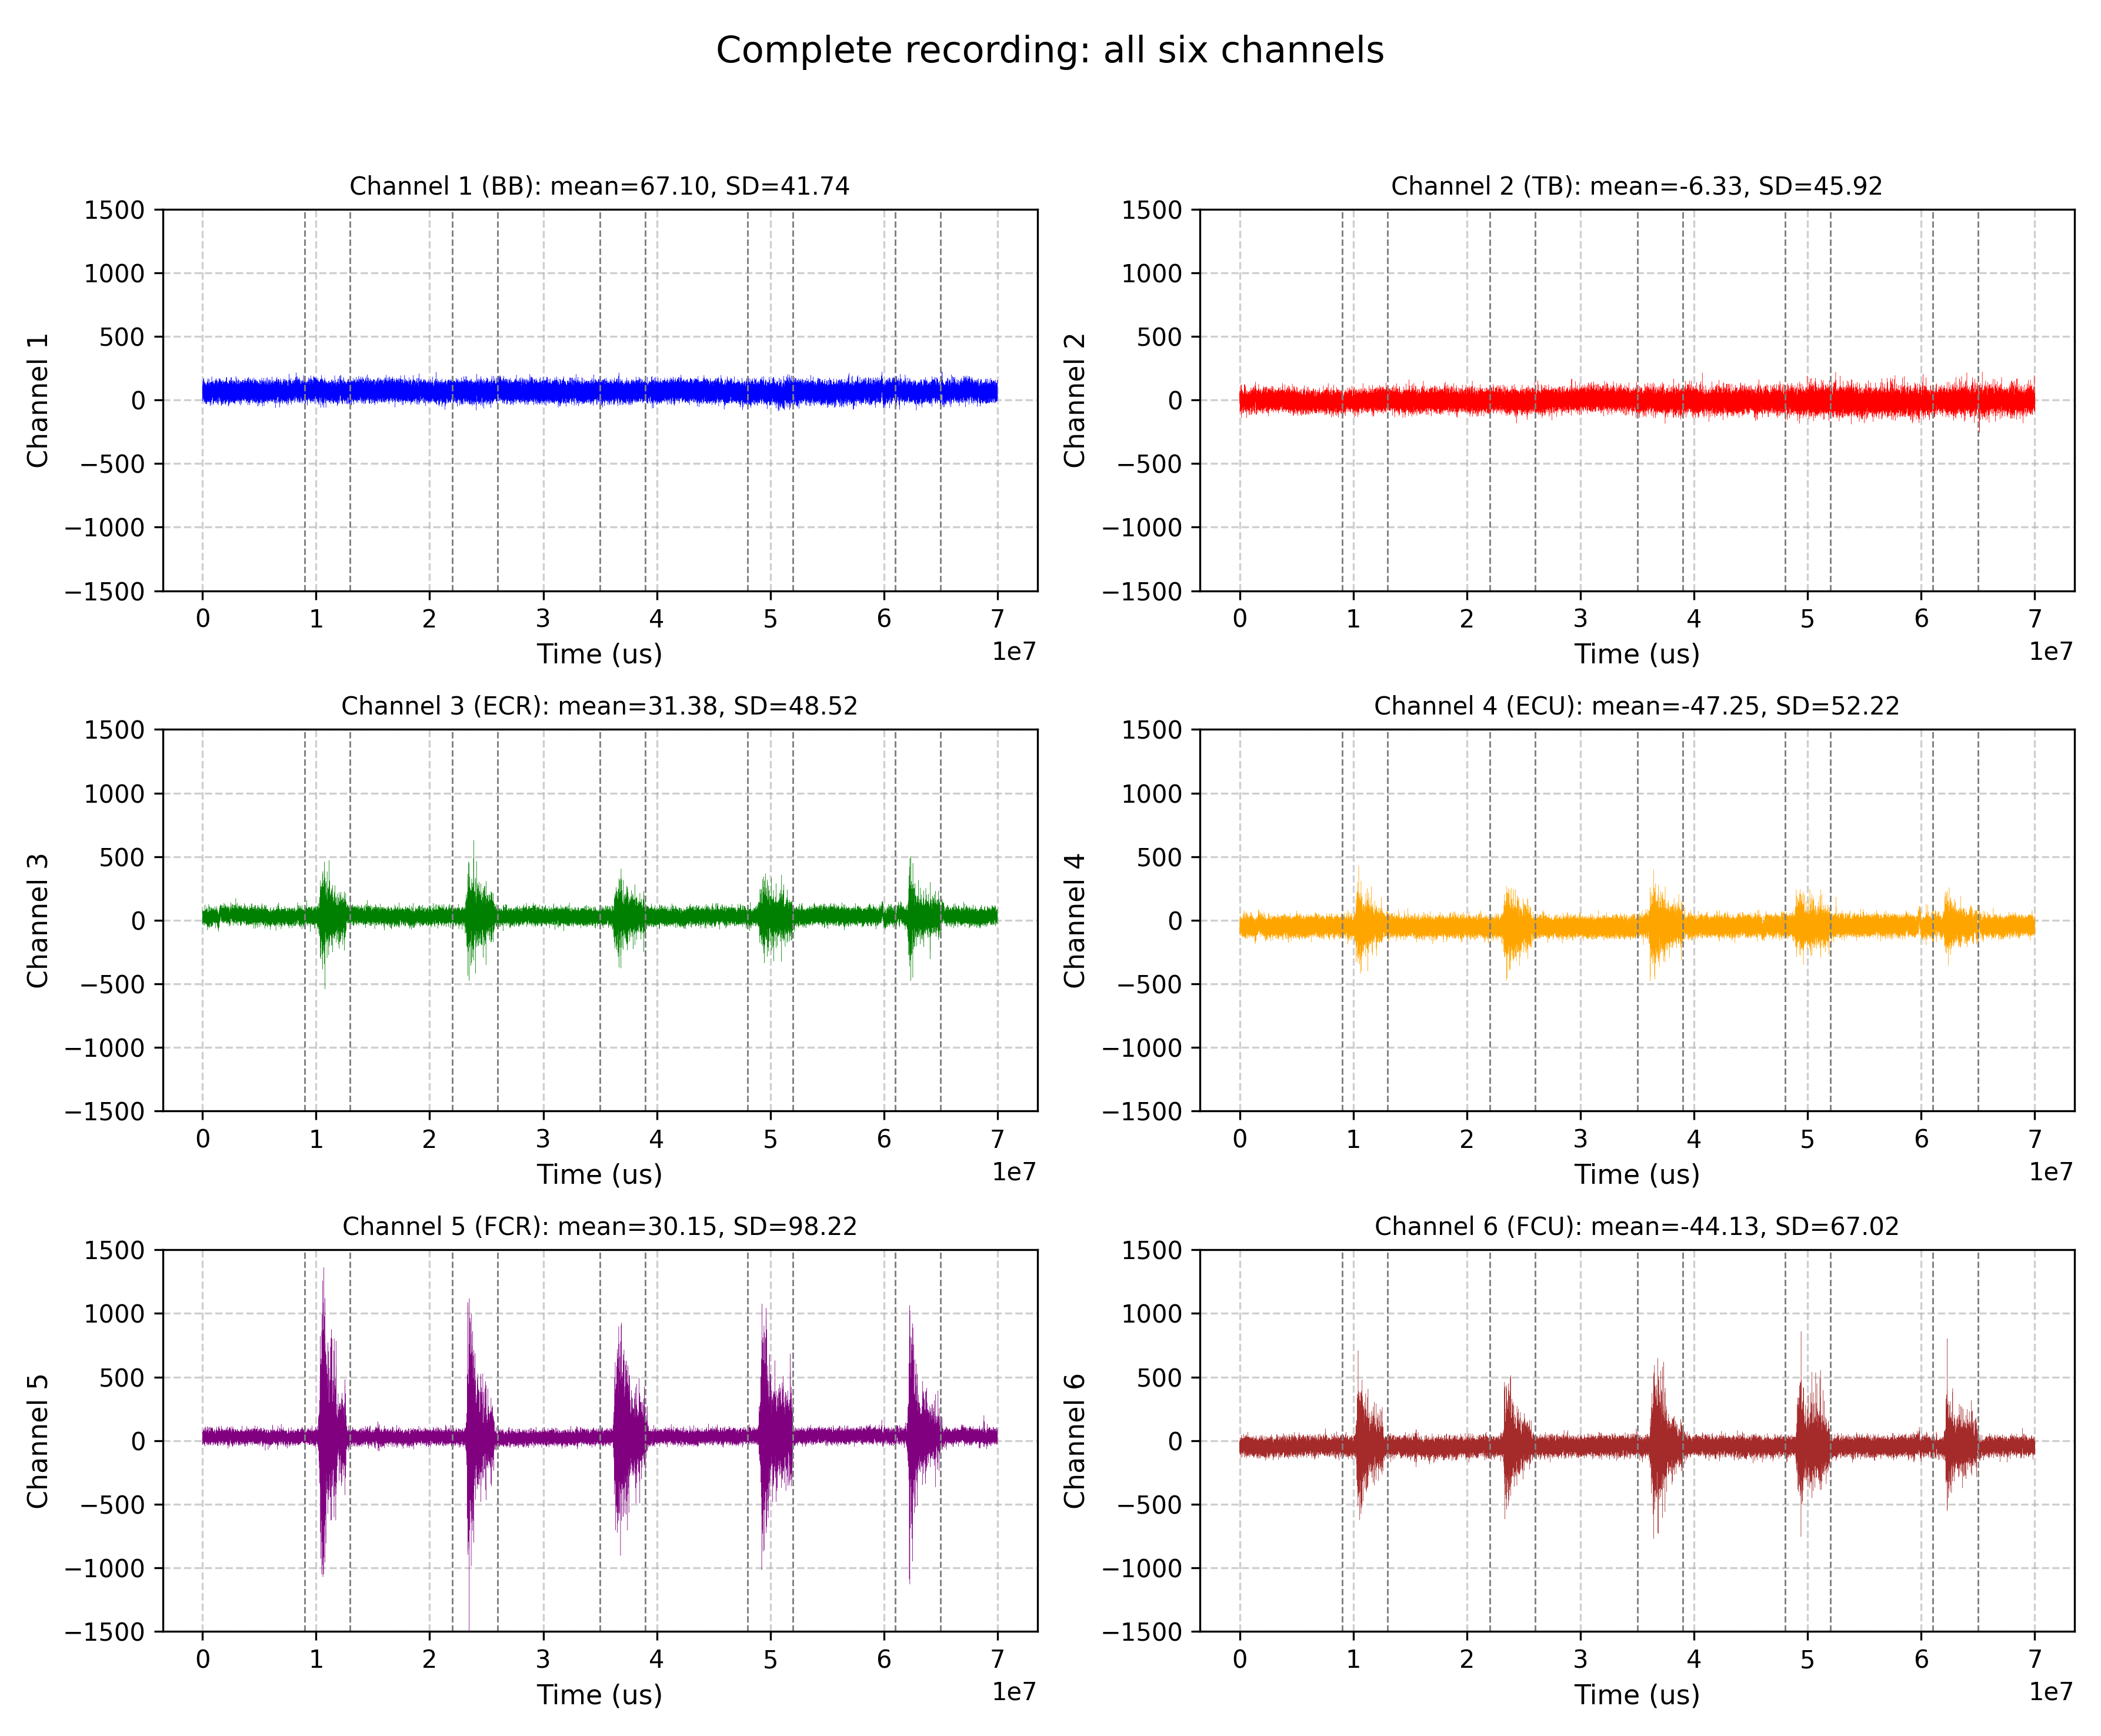 Complete recording: all six channels
Channel 1 (BB): mean=67.10, SD=41.74
1500
1000
500
0
−500
−1000
−1500
Channel 1
0 1 2 3 4 5 6 7
1e7
Time (us)
Channel 2 (TB): mean=-6.33, SD=45.92
1500
1000
500
0
−500
−1000
−1500
Channel 2
0 1 2 3 4 5 6 7
1e7
Time (us)
Channel 3 (ECR): mean=31.38, SD=48.52
1500
1000
500
0
−500
−1000
−1500
Channel 3
0 1 2 3 4 5 6 7
1e7
Time (us)
Channel 4 (ECU): mean=-47.25, SD=52.22
1500
1000
500
0
−500
−1000
−1500
Channel 4
0 1 2 3 4 5 6 7
1e7
Time (us)
Channel 5 (FCR): mean=30.15, SD=98.22
1500
1000
500
0
−500
−1000
−1500
Channel 5
0 1 2 3 4 5 6 7
1e7
Time (us)
Channel 6 (FCU): mean=-44.13, SD=67.02
1500
1000
500
0
−500
−1000
−1500
Channel 6
0 1 2 3 4 5 6 7
1e7
Time (us)